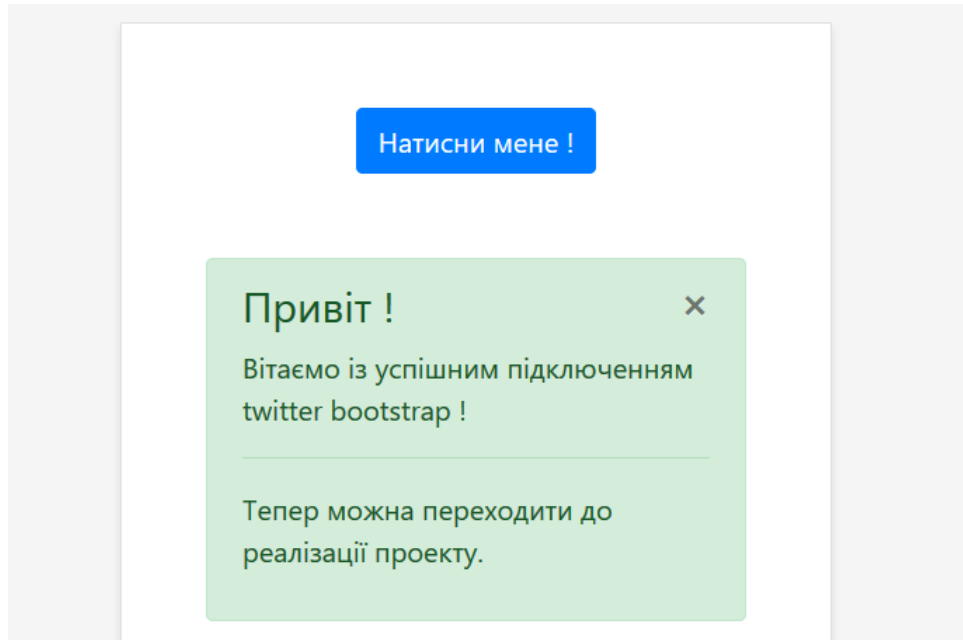 Натисни мене !
Привіт !
×
Вітаємо із успішним підключенням
twitter bootstrap !
Тепер можна переходити до
реалізації проекту.